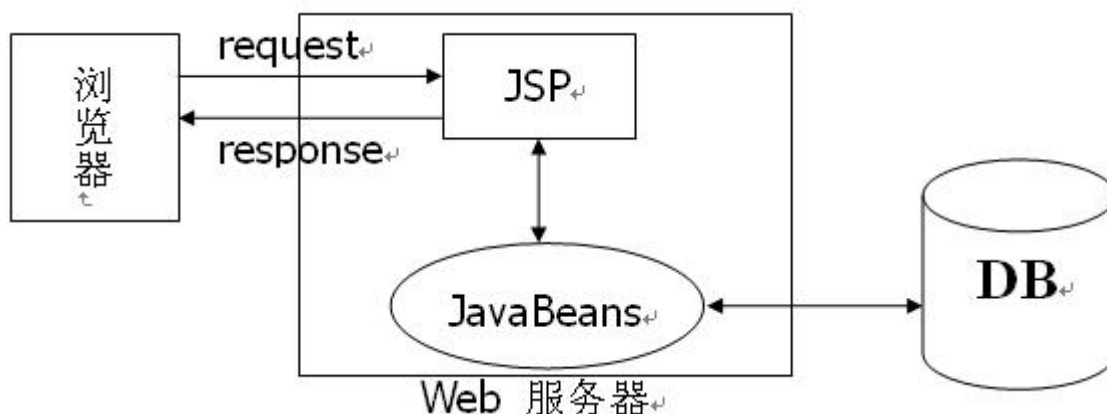 request
浏览器
JSP
response
DB
JavaBeans
Web 服务器